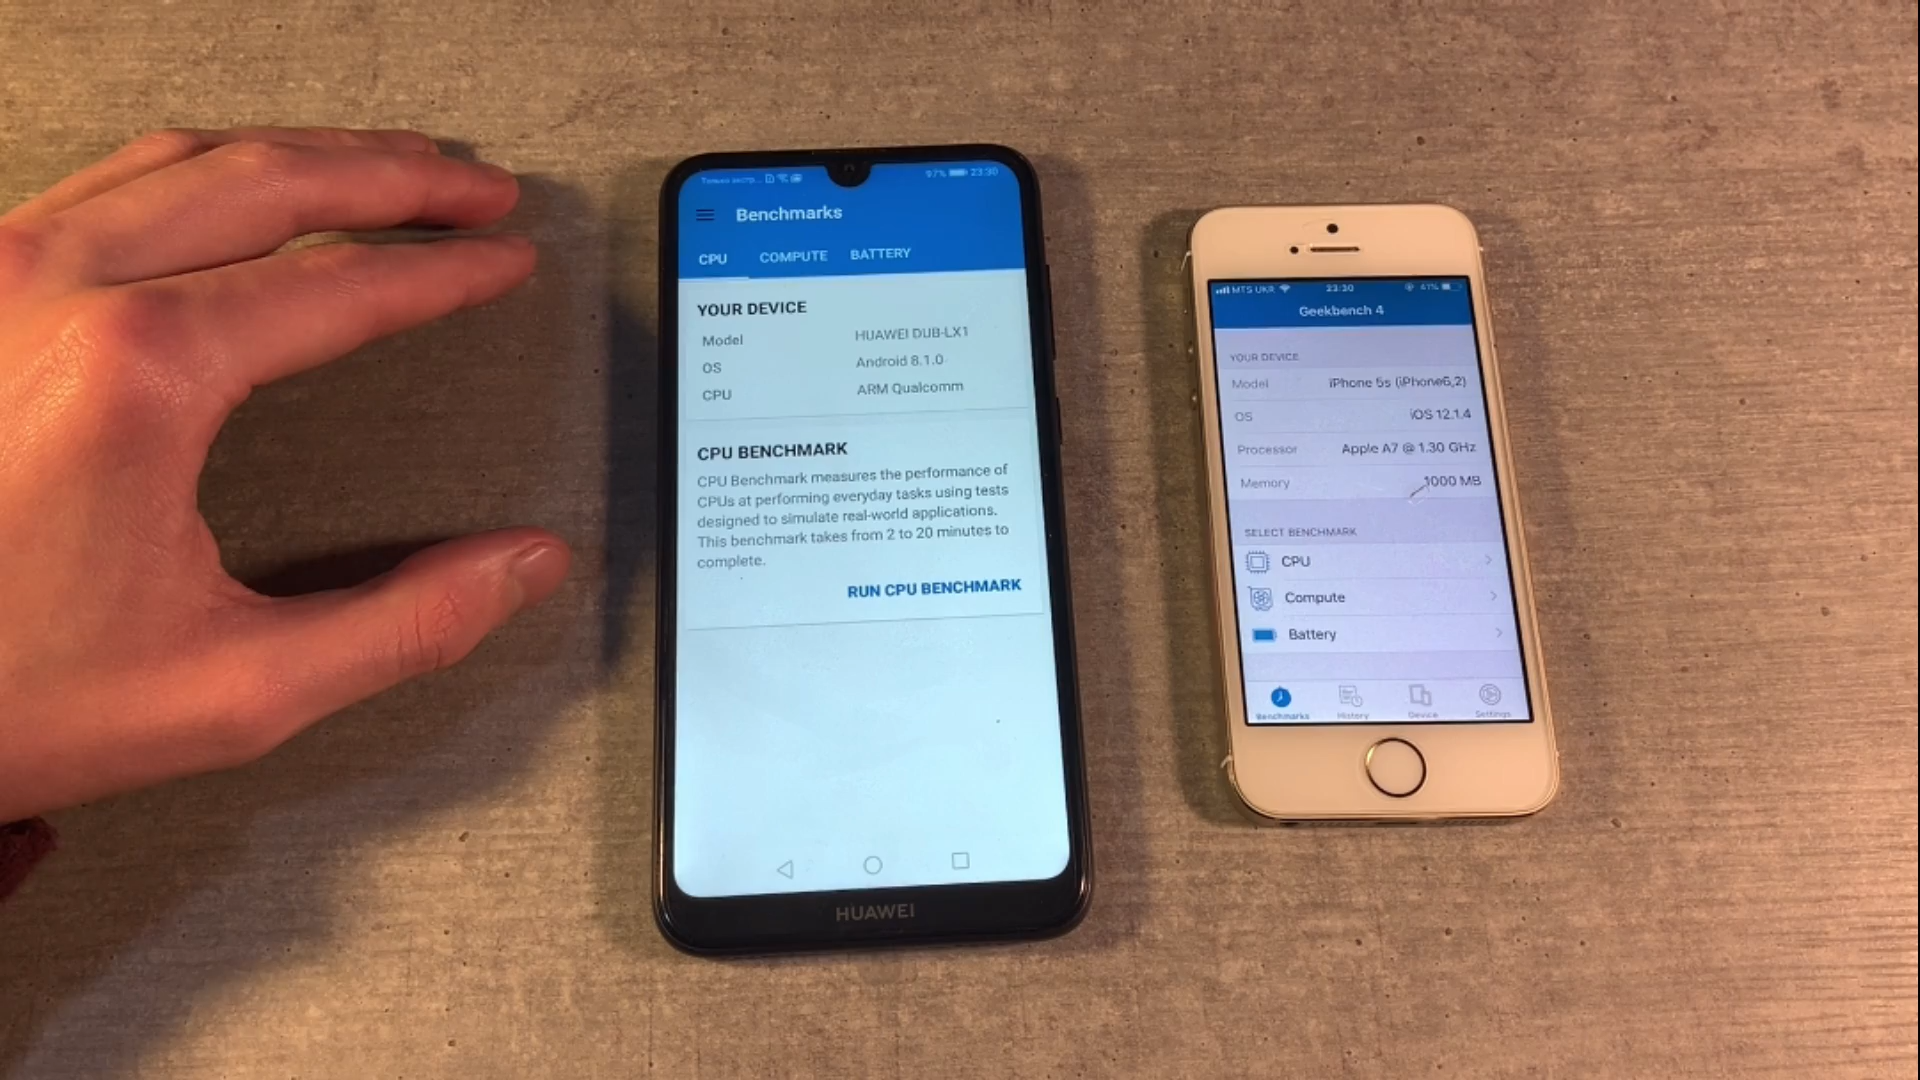 Только экстр...
97% 23:30
Benchmarks
CPU COMPUTE BATTERY
YOUR DEVICE
Model HUAWEI DUB-LX1
OS Android 8.1.0
CPU ARM Qualcomm
CPU BENCHMARK
CPU Benchmark measures the performance of
CPUs at performing everyday tasks using tests
designed to simulate real-world applications.
This benchmark takes from 2 to 20 minutes to
complete.
RUN CPU BENCHMARK
HUAWEI
MTS UKR 23:30 41%
Geekbench 4
YOUR DEVICE
Model iPhone 5s (iPhone6,2)
OS iOS 12.1.4
Processor Apple A7 @ 1.30 GHz
Memory 1000 MB
SELECT BENCHMARK
CPU
Compute
Battery
Benchmarks History Device Settings